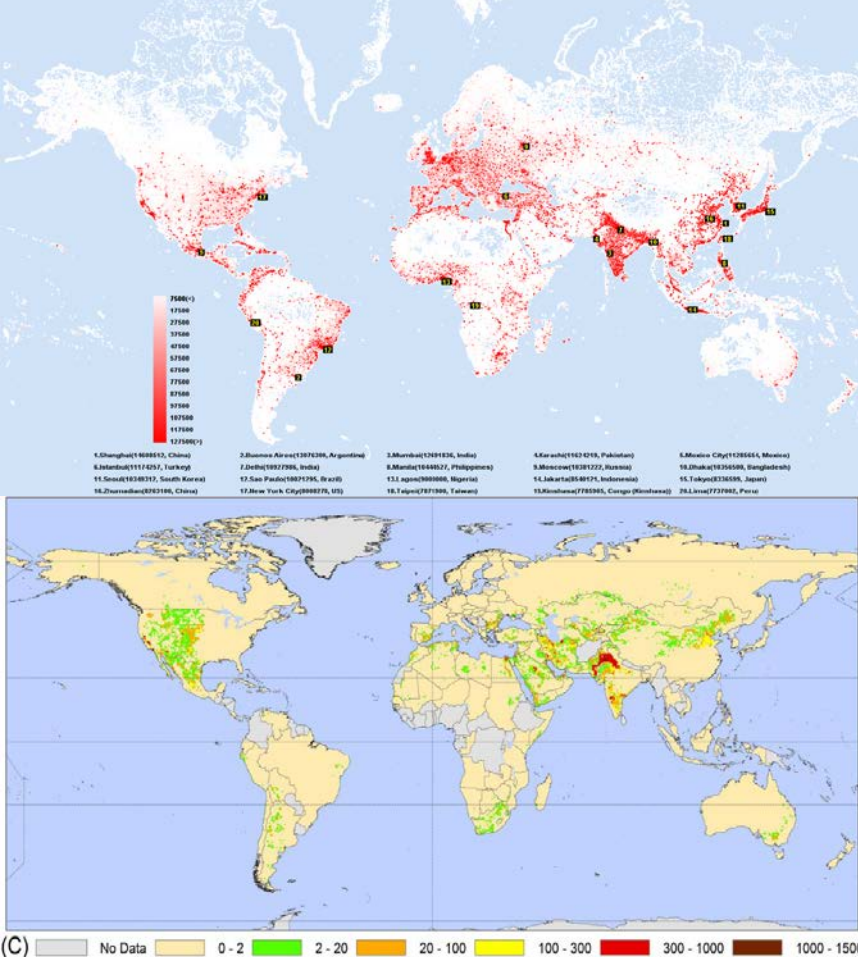 7500(<)
17500
27500
37500
47500
57500
67500
77500
87500
97500
107500
117500
127500(>)
1.Shanghai(14608512, China) 2.Buenos Aires(13076300, Argentina) 3.Mumbai(12691836, India) 4.Karachi(11624219, Pakistan) 5.Mexico City(11285654, Mexico)
6.Istanbul(11174257, Turkey) 7.Delhi(10927986, India) 8.Manila(10444527, Philippines) 9.Moscow(10381222, Russia) 10.Dhaka(10356500, Bangladesh)
11.Seoul(10349312, South Korea) 12.Sao Paulo(10021295, Brazil) 13.Lagos(9000000, Nigeria) 14.Jakarta(8540121, Indonesia) 15.Tokyo(8336599, Japan)
16.Zhumadian(8263100, China) 17.New York City(8008278, US) 18.Taipei(7871900, Taiwan) 19.Kinshasa(7785965, Congo (Kinshasa)) 20.Lima(7737002, Peru)
(C) No Data 0 - 2 2 - 20 20 - 100 100 - 300 300 - 1000 1000 - 1500